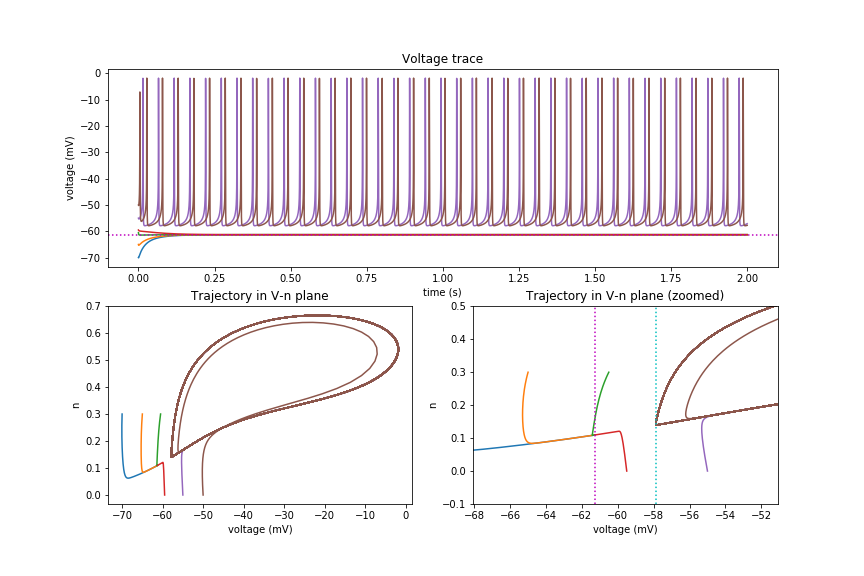 Voltage trace
0
−10
−20
−30
−40
−50
−60
−70
voltage (mV)
0.00 0.25 0.50 0.75 1.00 1.25 1.50 1.75 2.00
time (s)
Trajectory in V-n plane
0.7
0.6
0.5
0.4
0.3
0.2
0.1
0.0
n
−70 −60 −50 −40 −30 −20 −10 0
voltage (mV)
Trajectory in V-n plane (zoomed)
0.5
0.4
0.3
0.2
0.1
0.0
−0.1
n
−68 −66 −64 −62 −60 −58 −56 −54 −52
voltage (mV)